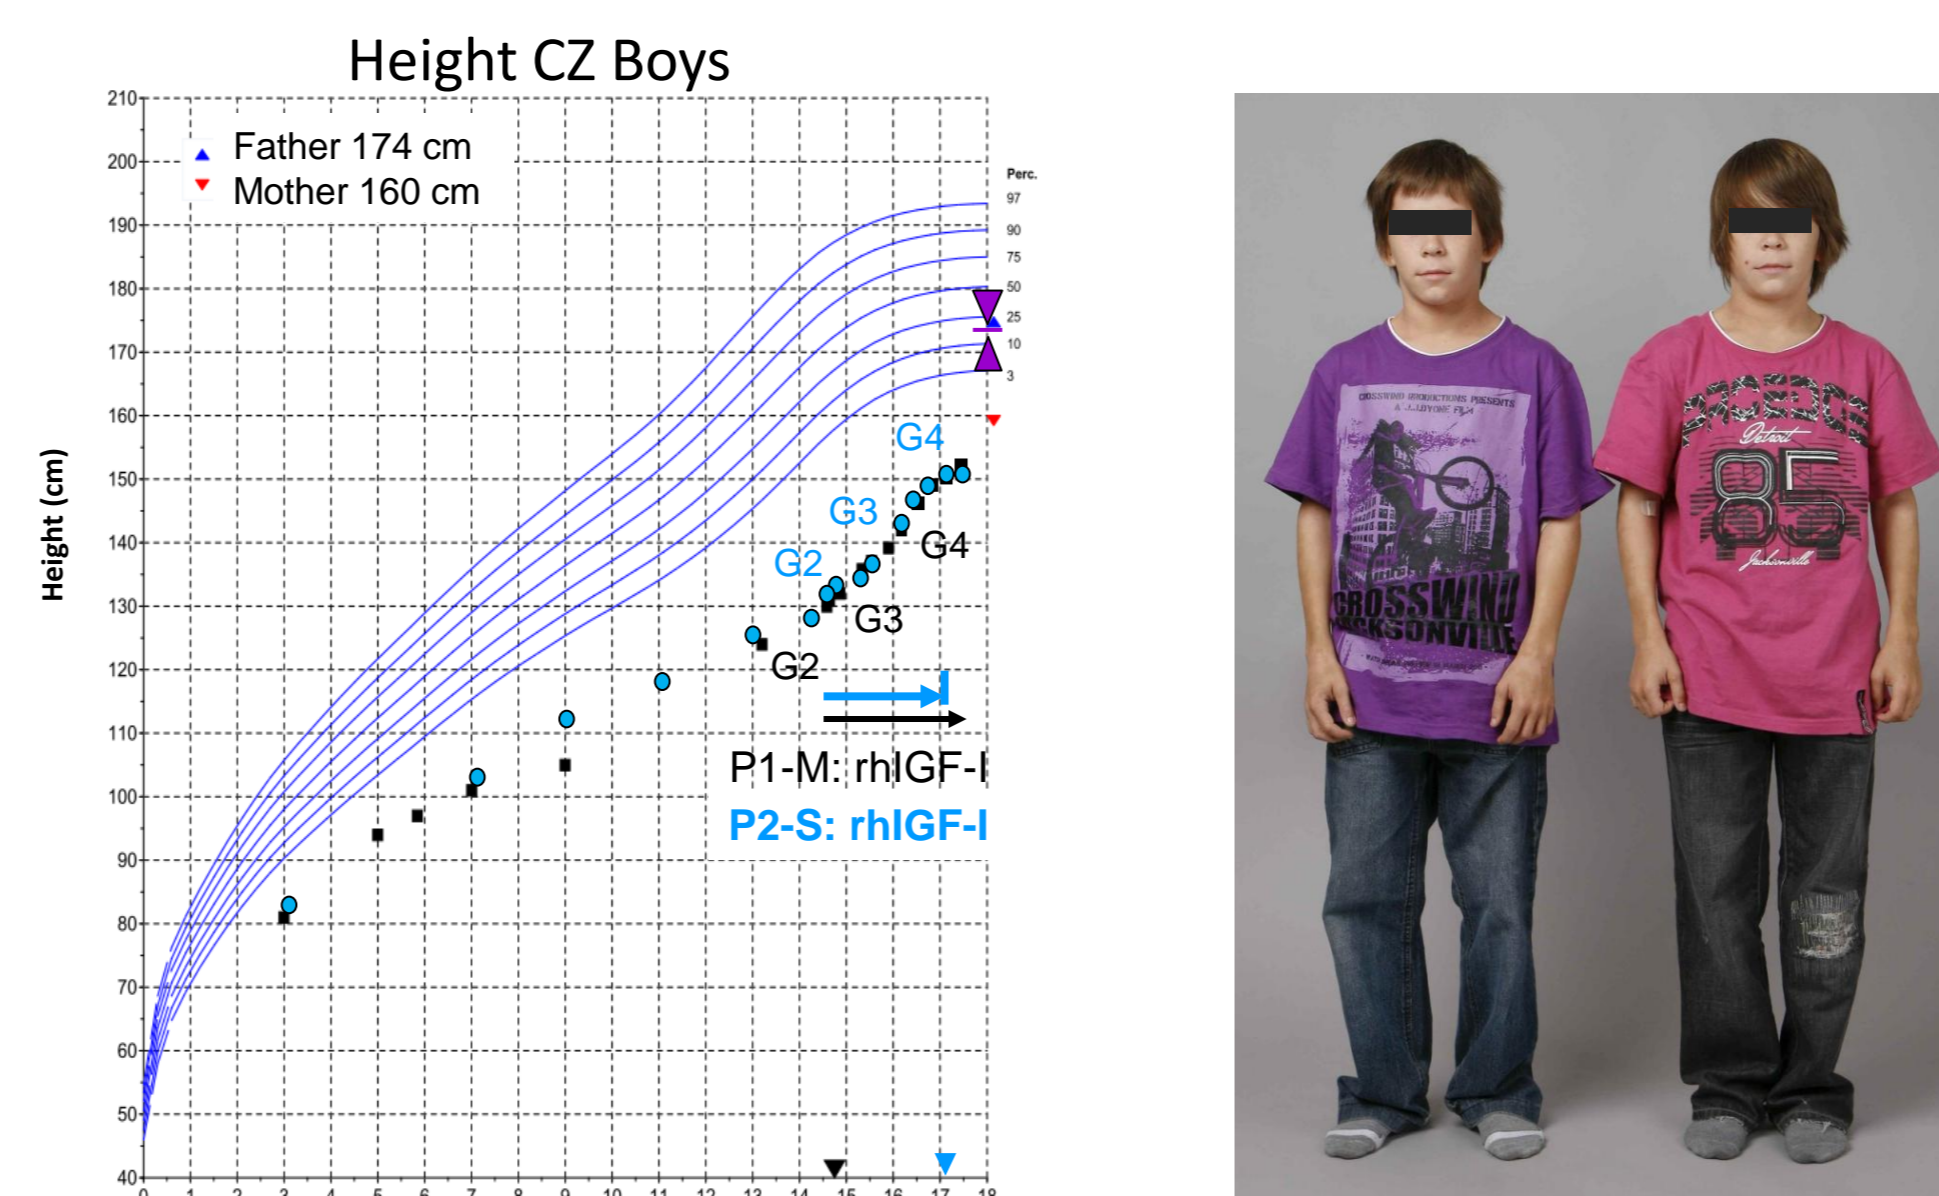 Height CZ Boys
Father 174 cm
Mother 160 cm
Height (cm)
210
200
190
180
170
160
150
140
130
120
110
100
90
80
70
60
50
40
0 1 2 3 4 5 6 7 8 9 10 11 12 13 14 15 16 17 18
Perc.
97
90
75
50
25
10
3
G4
G3
G4
G2
G3
G2
P1-M: rhIGF-I
P2-S: rhIGF-I
CROSSWIND PRODUCTIONS PRESENTS
CROSSWIND
JACKSONVILLE
Detroit
85
Jacksonville